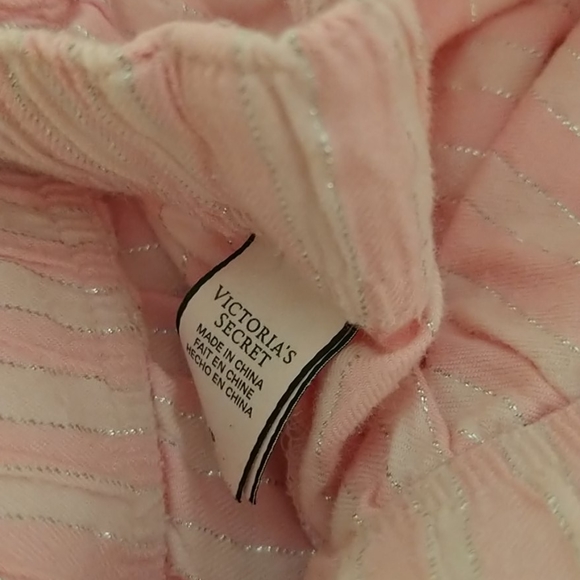 VICTORIA'S
SECRET
MADE IN CHINA
FAIT EN CHINE
HECHO EN CHINA